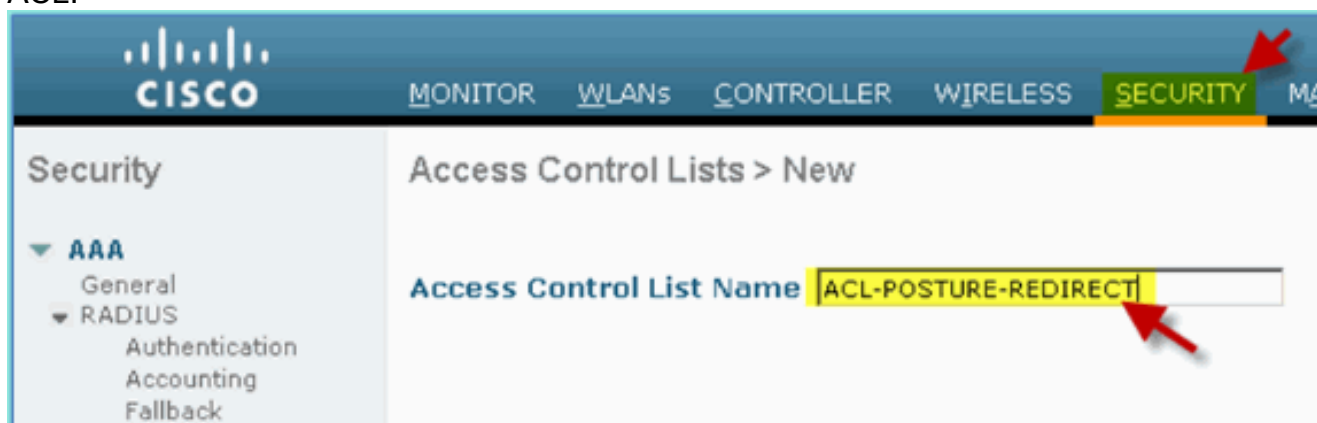 ACL.
CISCO
MONITOR WLANs CONTROLLER WIRELESS SECURITY
Security
Access Control Lists > New
AAA
General
Access Control List Name ACL-POSTURE-REDIRECT
RADIUS
Authentication
Accounting
Fallback